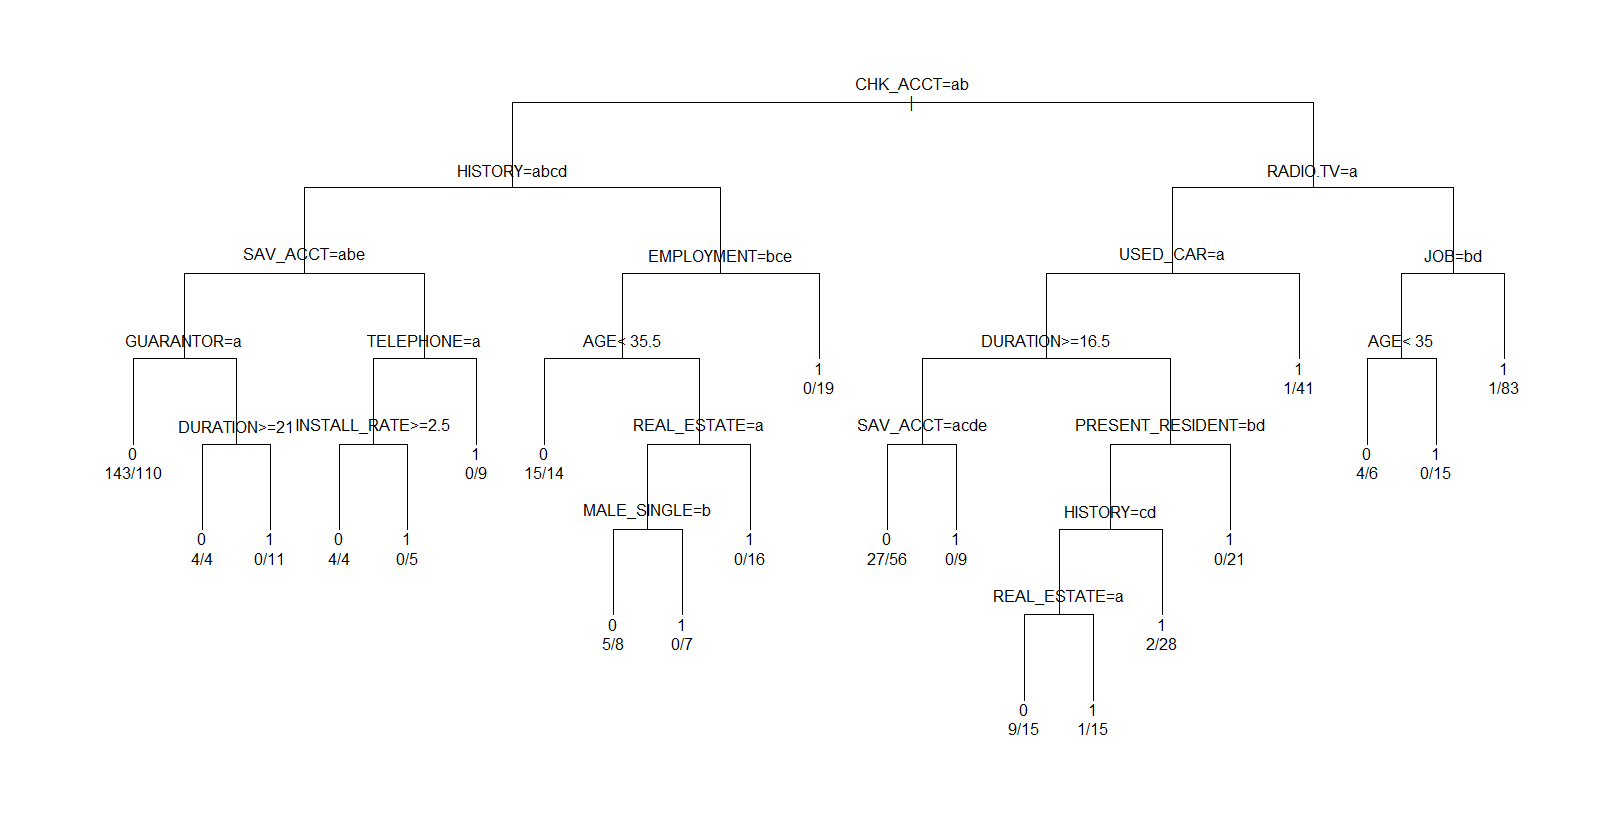 CHK_ACCT=ab
HISTORY=abcd
RADIO.TV=a
SAV_ACCT=abe
EMPLOYMENT=bce
USED_CAR=a
JOB=bd
GUARANTOR=a
TELEPHONE=a
AGE< 35.5
1
0/19
DURATION>=16.5
1
1/41
AGE< 35
1
1/83
0
143/110
DURATION>=21
INSTALL_RATE>=2.5
1
0/9
0
15/14
REAL_ESTATE=a
SAV_ACCT=acde
PRESENT_RESIDENT=bd
0
4/6
1
0/15
0
4/4
1
0/11
0
4/4
1
0/5
MALE_SINGLE=b
1
0/16
0
27/56
1
0/9
HISTORY=cd
1
0/21
0
5/8
1
0/7
REAL_ESTATE=a
1
2/28
0
9/15
1
1/15